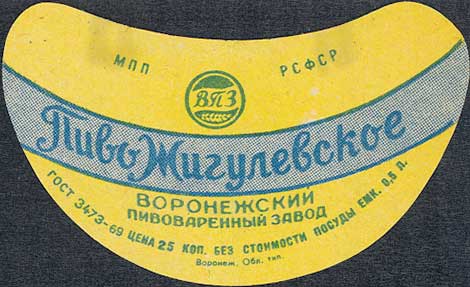 МПП РСФСР
ВПЗ
Пиво Жигулевское
ВОРОНЕЖСКИЙ
ПИВОВАРЕННЫЙ ЗАВОД
ГОСТ 3473-69 ЦЕНА 25 КОП. БЕЗ СТОИМОСТИ ПОСУДЫ ЕМК. 0,5 Л.
Воронеж. Обл. тип.